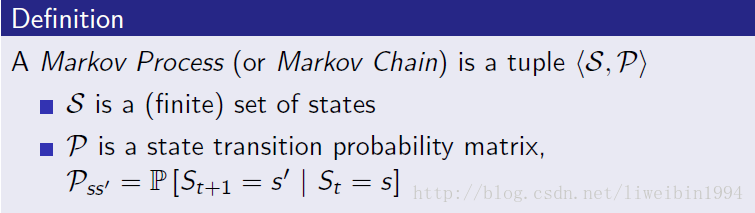 Definition
A Markov Process (or Markov Chain) is a tuple ⟨𝒮, 𝒫⟩
■ 𝒮 is a (finite) set of states
■ 𝒫 is a state transition probability matrix,
𝒫ss′ = ℙ [St+1 = s′ | St = s]
http://blog.csdn.net/liweibin1994